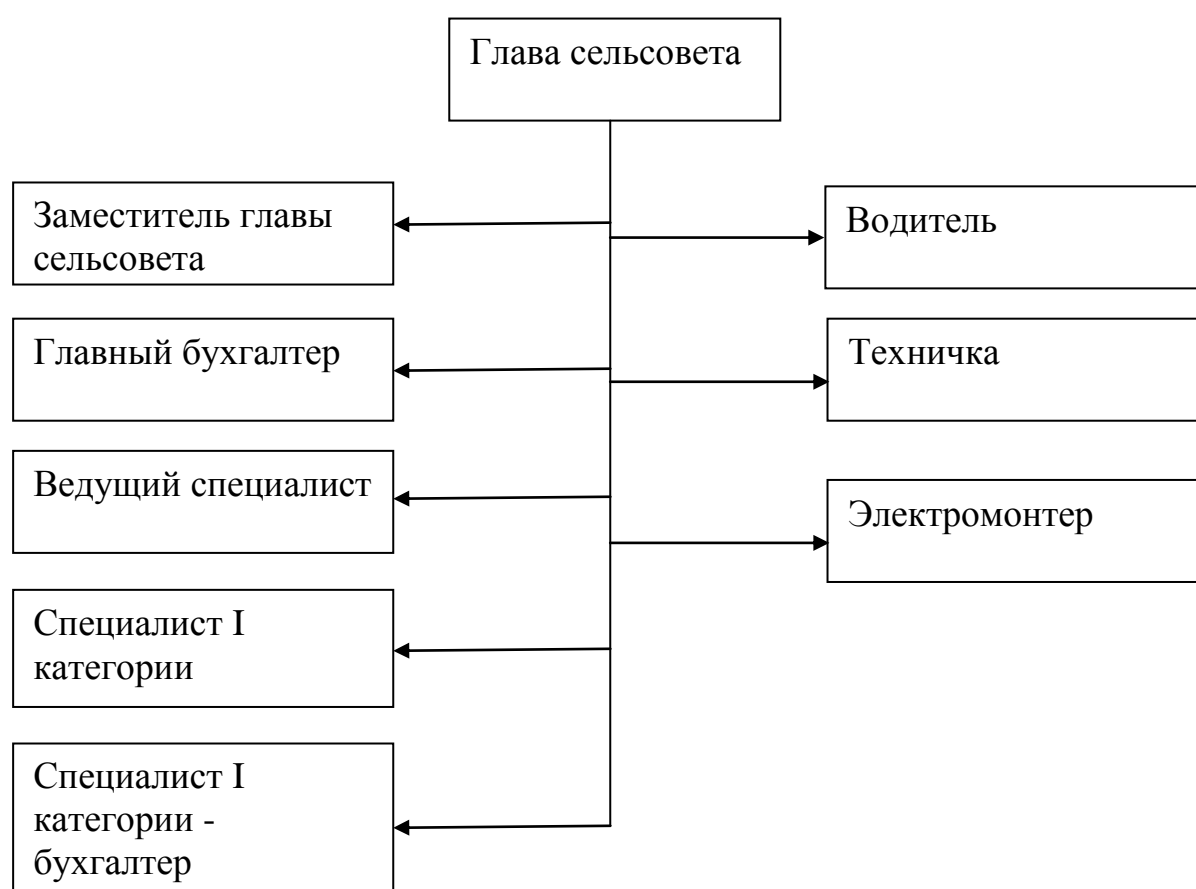 Глава сельсовета
Заместитель главы
сельсовета
Водитель
Главный бухгалтер
Техничка
Ведущий специалист
Электромонтер
Специалист I
категории
Специалист I
категории -
бухгалтер